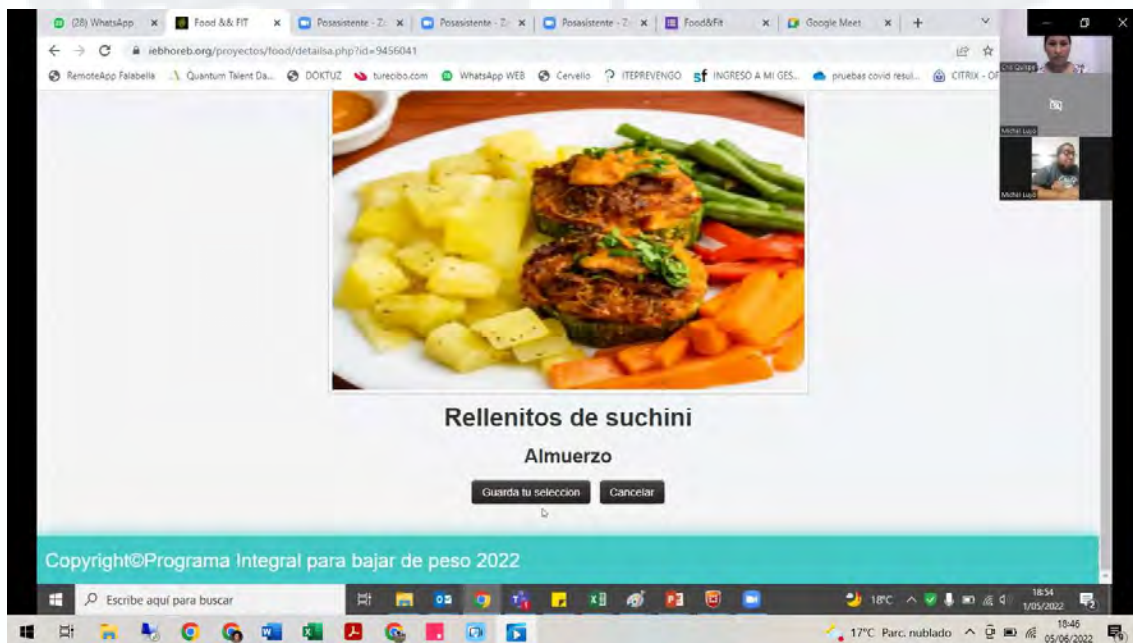 (28) WhatsApp
Food && FIT
Posasistente - Z
Posasistente - Z
Posasistente - Z
Food&Fit
Google Meet
iebhoreb.org/proyectos/food/detailsa.php?id=9456041
RemoteApp Falabella
Quantum Talent Da...
DOKTUZ
turecibo.com
WhatsApp WEB
Cervello
ITEPREVENGO
INGRESO A MI GES...
pruebas covid resul...
CITRIX - OF
Michil Lujo
Rellenitos de suchini
Almuerzo
Guarda tu seleccion
Cancelar
Copyright©Programa Integral para bajar de peso 2022
Escribe aquí para buscar
18°C
18:54
1/05/2022
17°C Parc. nublado
18:46
05/06/2022